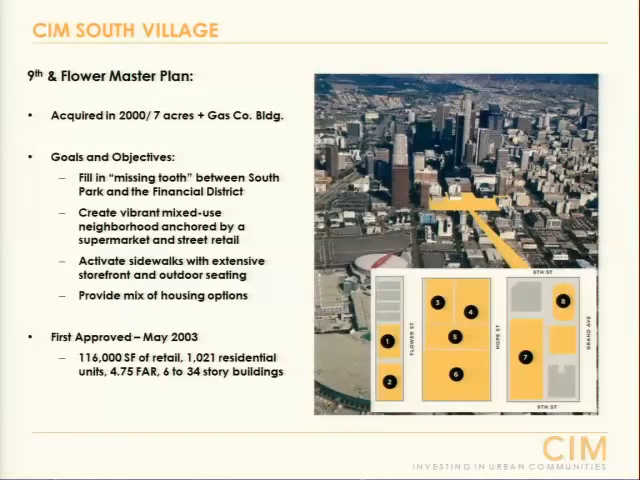 CIM SOUTH VILLAGE
9th & Flower Master Plan:
• Acquired in 2000/ 7 acres + Gas Co. Bldg.
• Goals and Objectives:
– Fill in “missing tooth” between South
Park and the Financial District
– Create vibrant mixed-use
neighborhood anchored by a
supermarket and street retail
– Activate sidewalks with extensive
storefront and outdoor seating
– Provide mix of housing options
• First Approved – May 2003
– 116,000 SF of retail, 1,021 residential
units, 4.75 FAR, 6 to 34 story buildings
8TH ST
FLOWER ST
HOPE ST
GRAND AVE
1
2
3
4
5
6
7
8
9TH ST
CIM
INVESTING IN URBAN COMMUNITIES